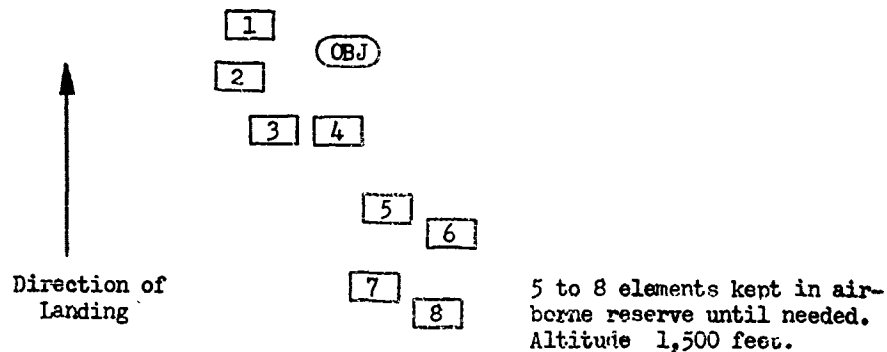 1
OBJ
2
3 4
5
6
7
8
Direction of
Landing
5 to 8 elements kept in air-
borne reserve until needed.
Altitude 1,500 feet.